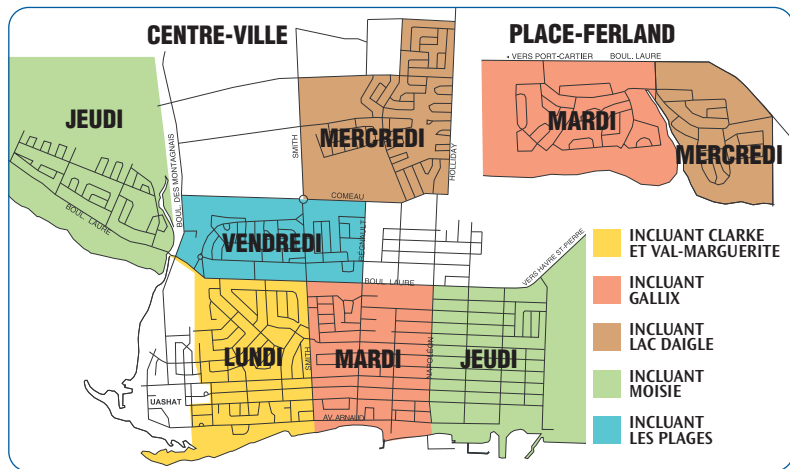 CENTRE-VILLE
PLACE-FERLAND
• VERS PORT-CARTIER
BOUL. LAURE
JEUDI
MERCREDI
MARDI
MERCREDI
BOUL. DES MONTAGNAIS
SMITH
HOLLIDAY
COMEAU
BOUL. LAURE
VENDREDI
RÉGNAULT
BOUL. LAURE
VERS HAVRE ST-PIERRE
LUNDI
SMITH
MARDI
NAPOLÉON
JEUDI
UASHAT
AV. ARNAUD
INCLUANT CLARKE
ET VAL-MARGUERITE
INCLUANT
GALLIX
INCLUANT
LAC DAIGLE
INCLUANT
MOISIE
INCLUANT
LES PLAGES